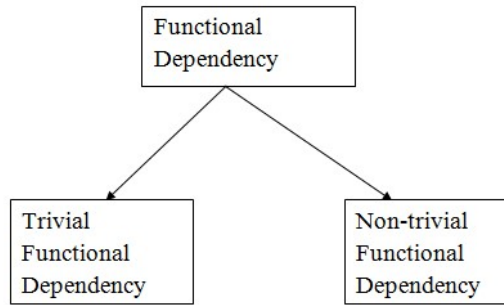 Functional
Dependency
Trivial
Functional
Dependency
Non-trivial
Functional
Dependency